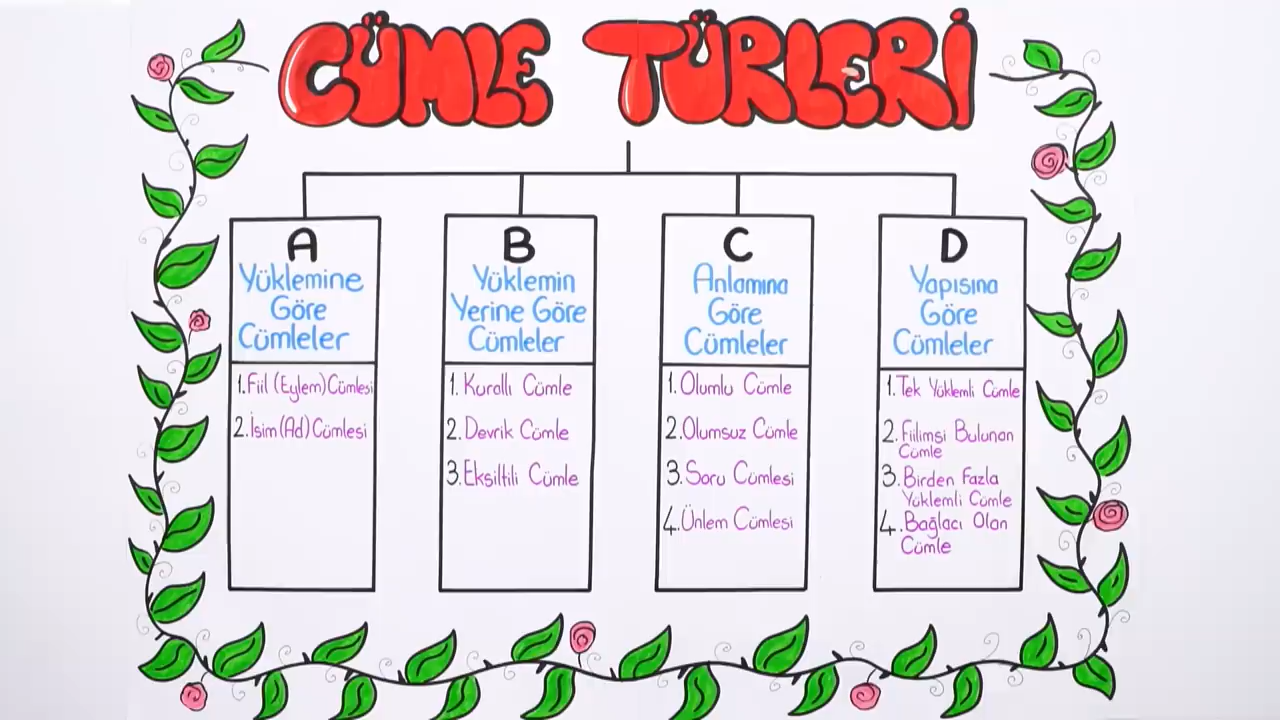 CÜMLE TÜRLERİ
A
Yüklemine
Göre
Cümleler
1.Fiil (Eylem) Cümlesi
2.İsim (Ad) Cümlesi
B
Yüklemin
Yerine Göre
Cümleler
1. Kurallı Cümle
2. Devrik Cümle
3. Eksiltili Cümle
C
Anlamına
Göre
Cümleler
1. Olumlu Cümle
2. Olumsuz Cümle
3. Soru Cümlesi
4. Ünlem Cümlesi
D
Yapısına
Göre
Cümleler
1. Tek Yüklemli Cümle
2. Fiilimsi Bulunan
Cümle
3. Birden Fazla
Yüklemli Cümle
4. Bağlacı Olan
Cümle